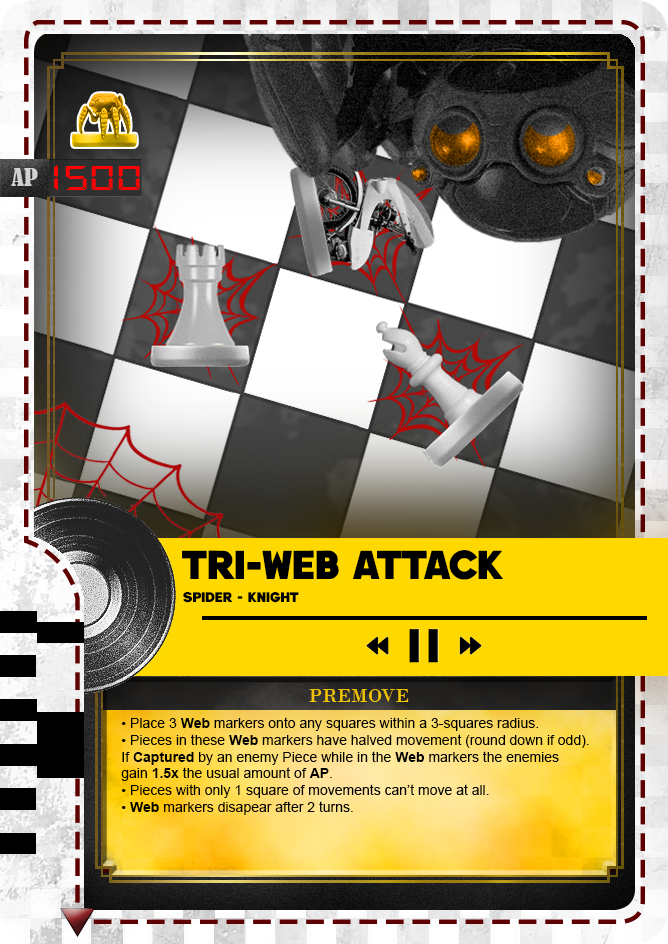 AP 1500
TRI-WEB ATTACK
SPIDER - KNIGHT
PREMOVE
• Place 3 Web markers onto any squares within a 3-squares radius.
• Pieces in these Web markers have halved movement (round down if odd).
If Captured by an enemy Piece while in the Web markers the enemies
gain 1.5x the usual amount of AP.
• Pieces with only 1 square of movements can't move at all.
• Web markers disapear after 2 turns.